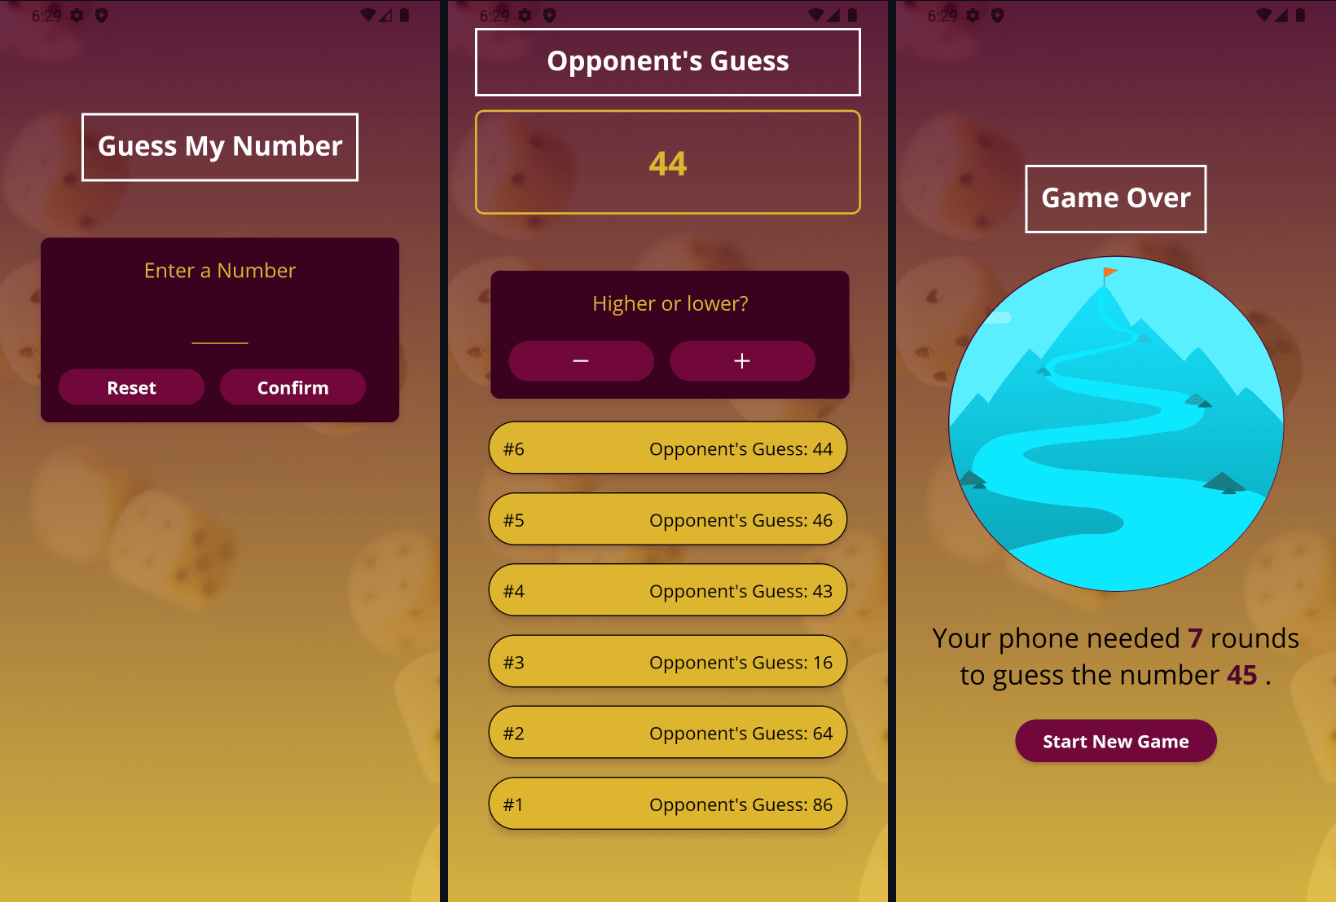 6:29
Guess My Number
Enter a Number
Reset Confirm
6:29
Opponent's Guess
44
Higher or lower?
− +
#6 Opponent's Guess: 44
#5 Opponent's Guess: 46
#4 Opponent's Guess: 43
#3 Opponent's Guess: 16
#2 Opponent's Guess: 64
#1 Opponent's Guess: 86
6:29
Game Over
Your phone needed 7 rounds
to guess the number 45 .
Start New Game